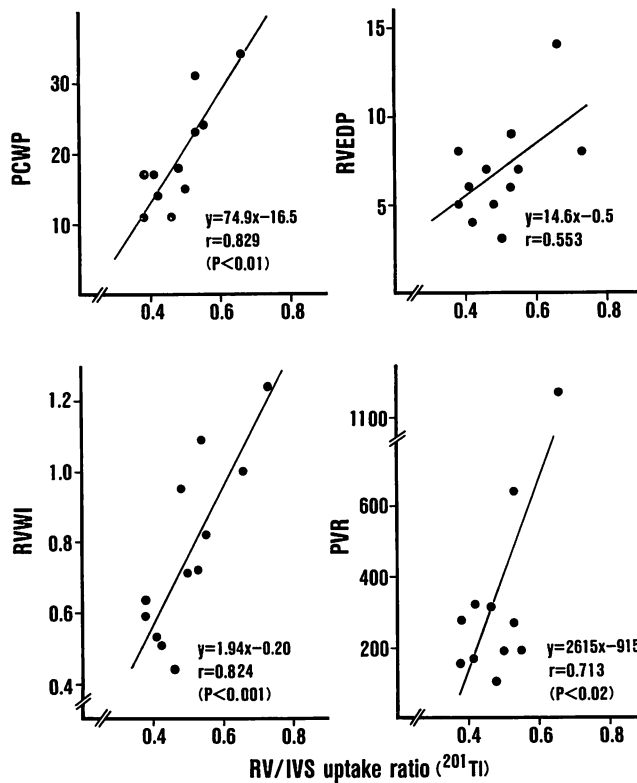 PCWP
30
20
10
y=74.9x−16.5
r=0.829
(P<0.01)
0.4
0.6
0.8
RVEDP
15
10
5
y=14.6x−0.5
r=0.553
0.4
0.6
0.8
RVWI
1.2
1.0
0.8
0.6
0.4
y=1.94x−0.20
r=0.824
(P<0.001)
0.4
0.6
0.8
PVR
1100
600
400
200
y=2615x−915
r=0.713
(P<0.02)
0.4
0.6
0.8
RV/IVS uptake ratio (²⁰¹Tl)